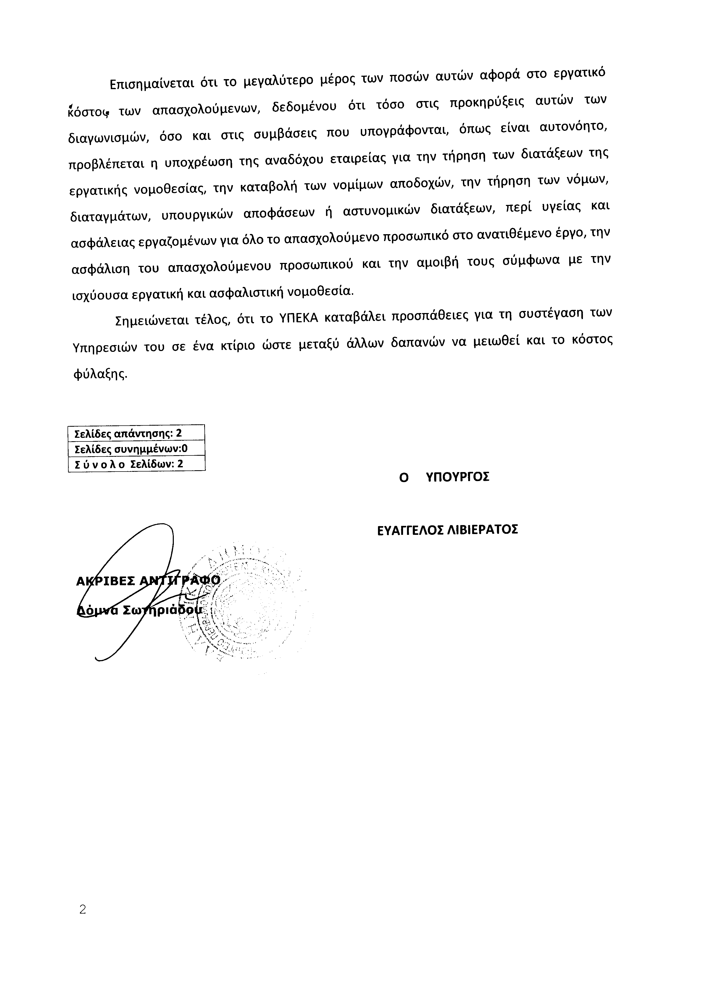 Επισημαίνεται ότι το μεγαλύτερο μέρος των ποσών αυτών αφορά στο εργατικό
κόστος των απασχολούμενων, δεδομένου ότι τόσο στις προκηρύξεις αυτών των
διαγωνισμών, όσο και στις συμβάσεις που υπογράφονται, όπως είναι αυτονόητο,
προβλέπεται η υποχρέωση της αναδόχου εταιρείας για την τήρηση των διατάξεων της
εργατικής νομοθεσίας, την καταβολή των νομίμων αποδοχών, την τήρηση των νόμων,
διαταγμάτων, υπουργικών αποφάσεων ή αστυνομικών διατάξεων, περί υγείας και
ασφάλειας εργαζομένων για όλο το απασχολούμενο προσωπικό στο ανατιθέμενο έργο, την
ασφάλιση του απασχολούμενου προσωπικού και την αμοιβή τους σύμφωνα με την
ισχύουσα εργατική και ασφαλιστική νομοθεσία.
Σημειώνεται τέλος, ότι το ΥΠΕΚΑ καταβάλει προσπάθειες για τη συστέγαση των
Υπηρεσιών του σε ένα κτίριο ώστε μεταξύ άλλων δαπανών να μειωθεί και το κόστος
φύλαξης.
Σελίδες απάντησης: 2
Σελίδες συνημμένων:0
Σ ύ ν ο λ ο Σελίδων: 2
Ο ΥΠΟΥΡΓΟΣ
ΕΥΑΓΓΕΛΟΣ ΛΙΒΙΕΡΑΤΟΣ
ΑΚΡΙΒΕΣ ΑΝΤΙΓΡΑΦΟ
Δόμνα Σωτηριάδου
2